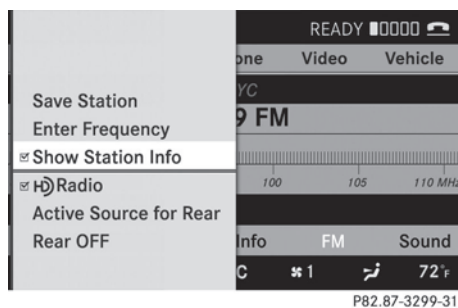 READY
one Video Vehicle
YC
Save Station
9 FM
Enter Frequency
Show Station Info
HD Radio
100 105 110 MHz
Active Source for Rear
Rear OFF
Info FM Sound
C 1 72°F
P82.87-3299-31